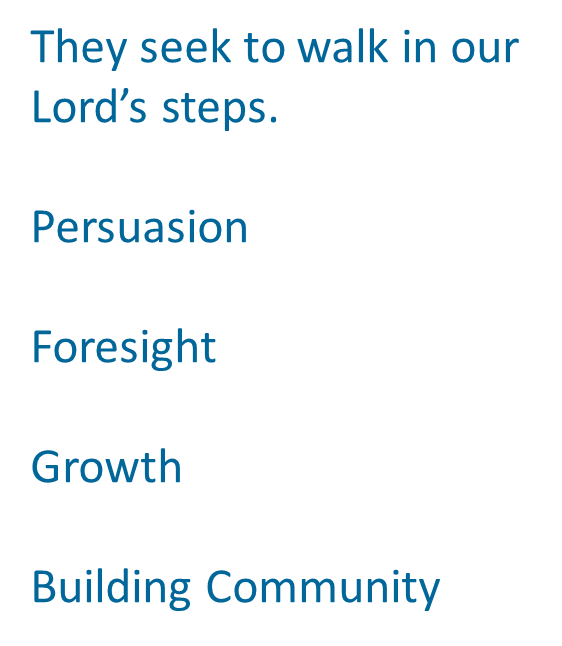 They seek to walk in our
Lord’s steps.
Persuasion
Foresight
Growth
Building Community